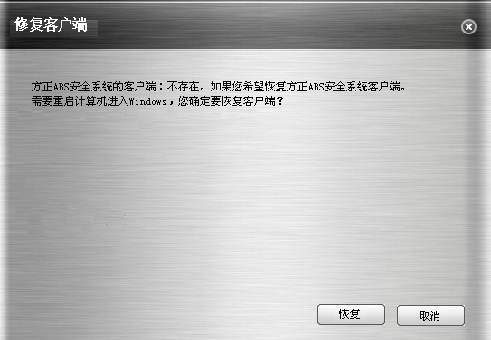 修复客户端
方正ABS安全系统的客户端：不存在，如果您希望恢复方正ABS安全系统客户端。
需要重启计算机进入Windows，您确定要恢复客户端？
恢复
取消